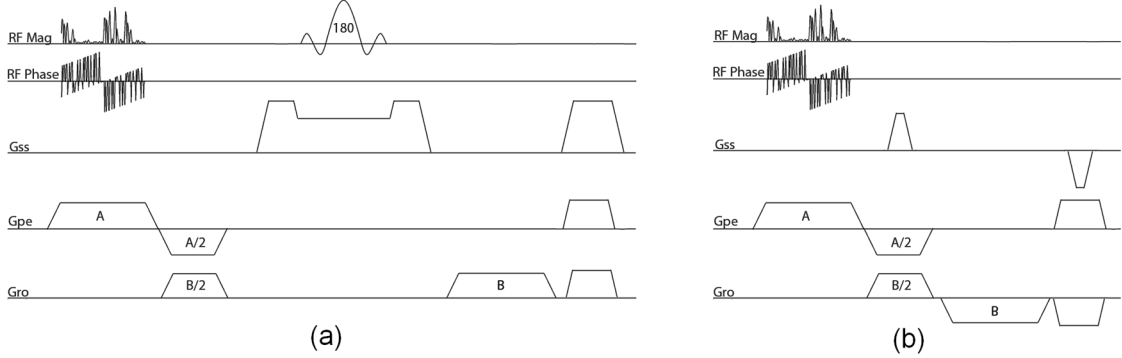 RF Mag
180
RF Phase
Gss
Gpe
A
A/2
Gro
B/2
B
(a)
RF Mag
RF Phase
Gss
Gpe
A
A/2
Gro
B/2
B
(b)